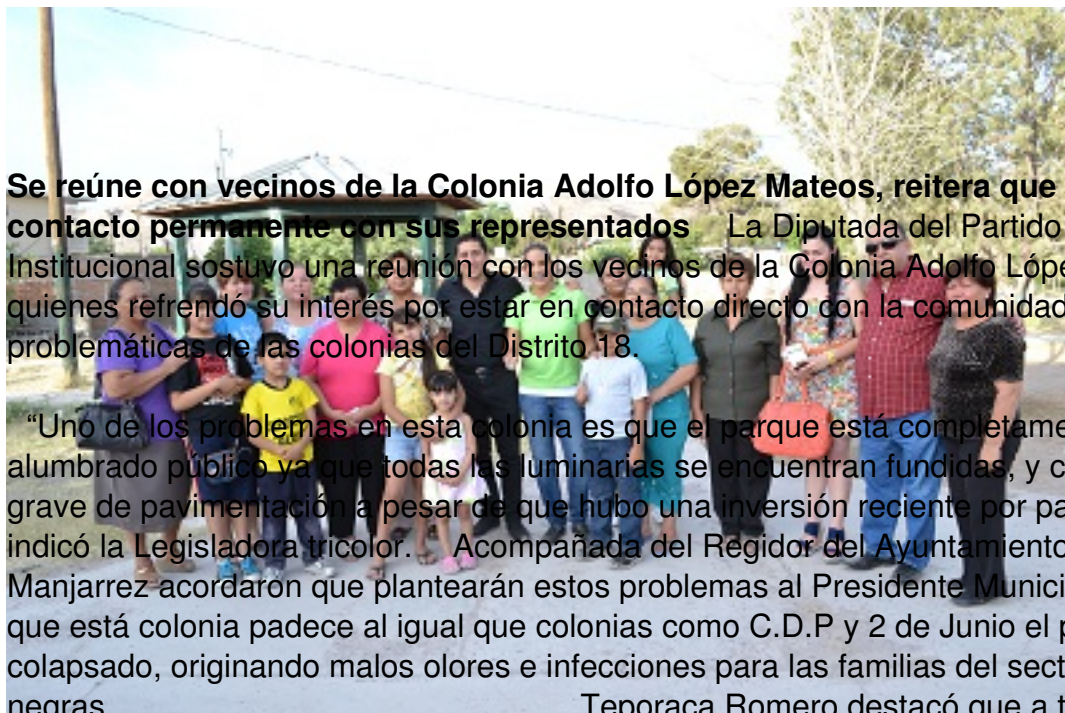 Se reúne con vecinos de la Colonia Adolfo López Mateos, reitera que
contacto permanente con sus representados La Diputada del Partido
Institucional sostuvo una reunión con los vecinos de la Colonia Adolfo Lópe
quienes refrendó su interés por estar en contacto directo con la comunidad
problemáticas de las colonias del Distrito 18.
“Uno de los problemas en esta colonia es que el parque está completame
alumbrado público ya que todas las luminarias se encuentran fundidas, y c
grave de pavimentación a pesar de que hubo una inversión reciente por pa
indicó la Legisladora tricolor. Acompañada del Regidor del Ayuntamiento
Manjarrez acordaron que plantearán estos problemas al Presidente Munici
que está colonia padece al igual que colonias como C.D.P y 2 de Junio el p
colapsado, originando malos olores e infecciones para las familias del sect
negras. Teporaca Romero destacó que a t